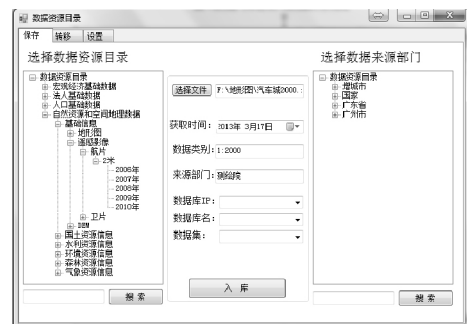 数据资源目录
保存 转移 设置
选择数据资源目录
数据资源目录
宏观经济基础数据
法人基础数据
人口基础数据
自然资源和空间地理数据
基础信息
地形图
遥感影像
航片
2米
2006年
2007年
2008年
2009年
2010年
卫片
DEM
国土资源信息
水利资源信息
环境资源信息
森林资源信息
气象资源信息
搜索
选择文件 F:\地形图\汽车城2000.
获取时间: 2013年 3月17日
数据类别: 1:2000
来源部门: 测绘院
数据库IP:
数据库名:
数据集:
入库
选择数据来源部门
数据资源目录
增城市
国家
广东省
广州市
搜索